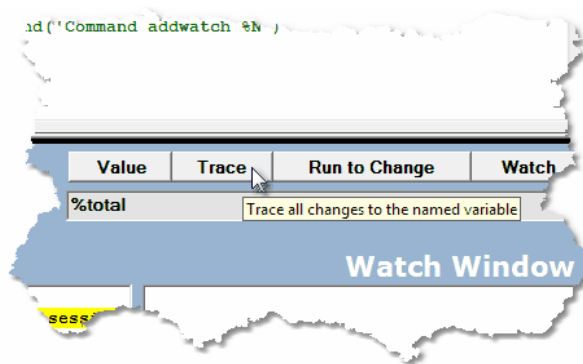 nd('Command addwatch %N')
Value Trace Run to Change Watch
%total
Trace all changes to the named variable
Watch Window
sessi